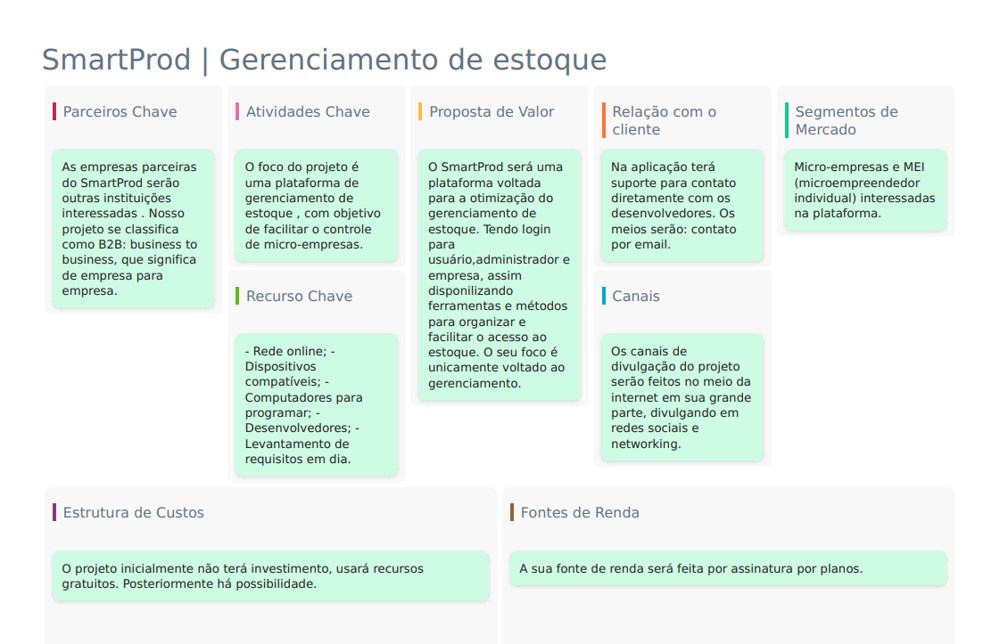 SmartProd | Gerenciamento de estoque
Parceiros Chave
As empresas parceiras
do SmartProd serão
outras instituições
interessadas . Nosso
projeto se classifica
como B2B: business to
business, que significa
de empresa para
empresa.
Atividades Chave
O foco do projeto é
uma plataforma de
gerenciamento de
estoque , com objetivo
de facilitar o controle
de micro-empresas.
Recurso Chave
- Rede online; -
Dispositivos
compatíveis; -
Computadores para
programar; -
Desenvolvedores; -
Levantamento de
requisitos em dia.
Proposta de Valor
O SmartProd será uma
plataforma voltada
para a otimização do
gerenciamento de
estoque. Tendo login
para
usuário,administrador e
empresa, assim
disponilizando
ferramentas e métodos
para organizar e
facilitar o acesso ao
estoque. O seu foco é
unicamente voltado ao
gerenciamento.
Relação com o
cliente
Na aplicação terá
suporte para contato
diretamente com os
desenvolvedores. Os
meios serão: contato
por email.
Canais
Os canais de
divulgação do projeto
serão feitos no meio da
internet em sua grande
parte, divulgando em
redes sociais e
networking.
Segmentos de
Mercado
Micro-empresas e MEI
(microempreendedor
individual) interessadas
na plataforma.
Estrutura de Custos
O projeto inicialmente não terá investimento, usará recursos
gratuitos. Posteriormente há possibilidade.
Fontes de Renda
A sua fonte de renda será feita por assinatura por planos.